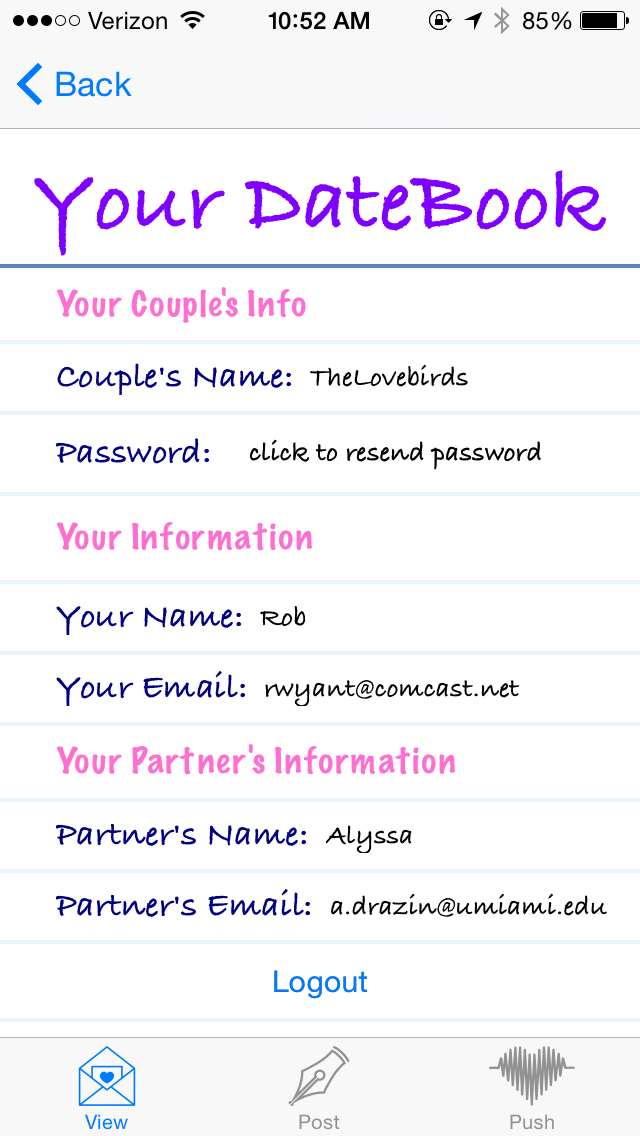 Verizon 10:52 AM 85%
Back
Your DateBook
Your Couple's Info
Couple's Name: TheLovebirds
Password: click to resend password
Your Information
Your Name: Rob
Your Email: rwyant@comcast.net
Your Partner's Information
Partner's Name: Alyssa
Partner's Email: a.drazin@umiami.edu
Logout
View Post Push